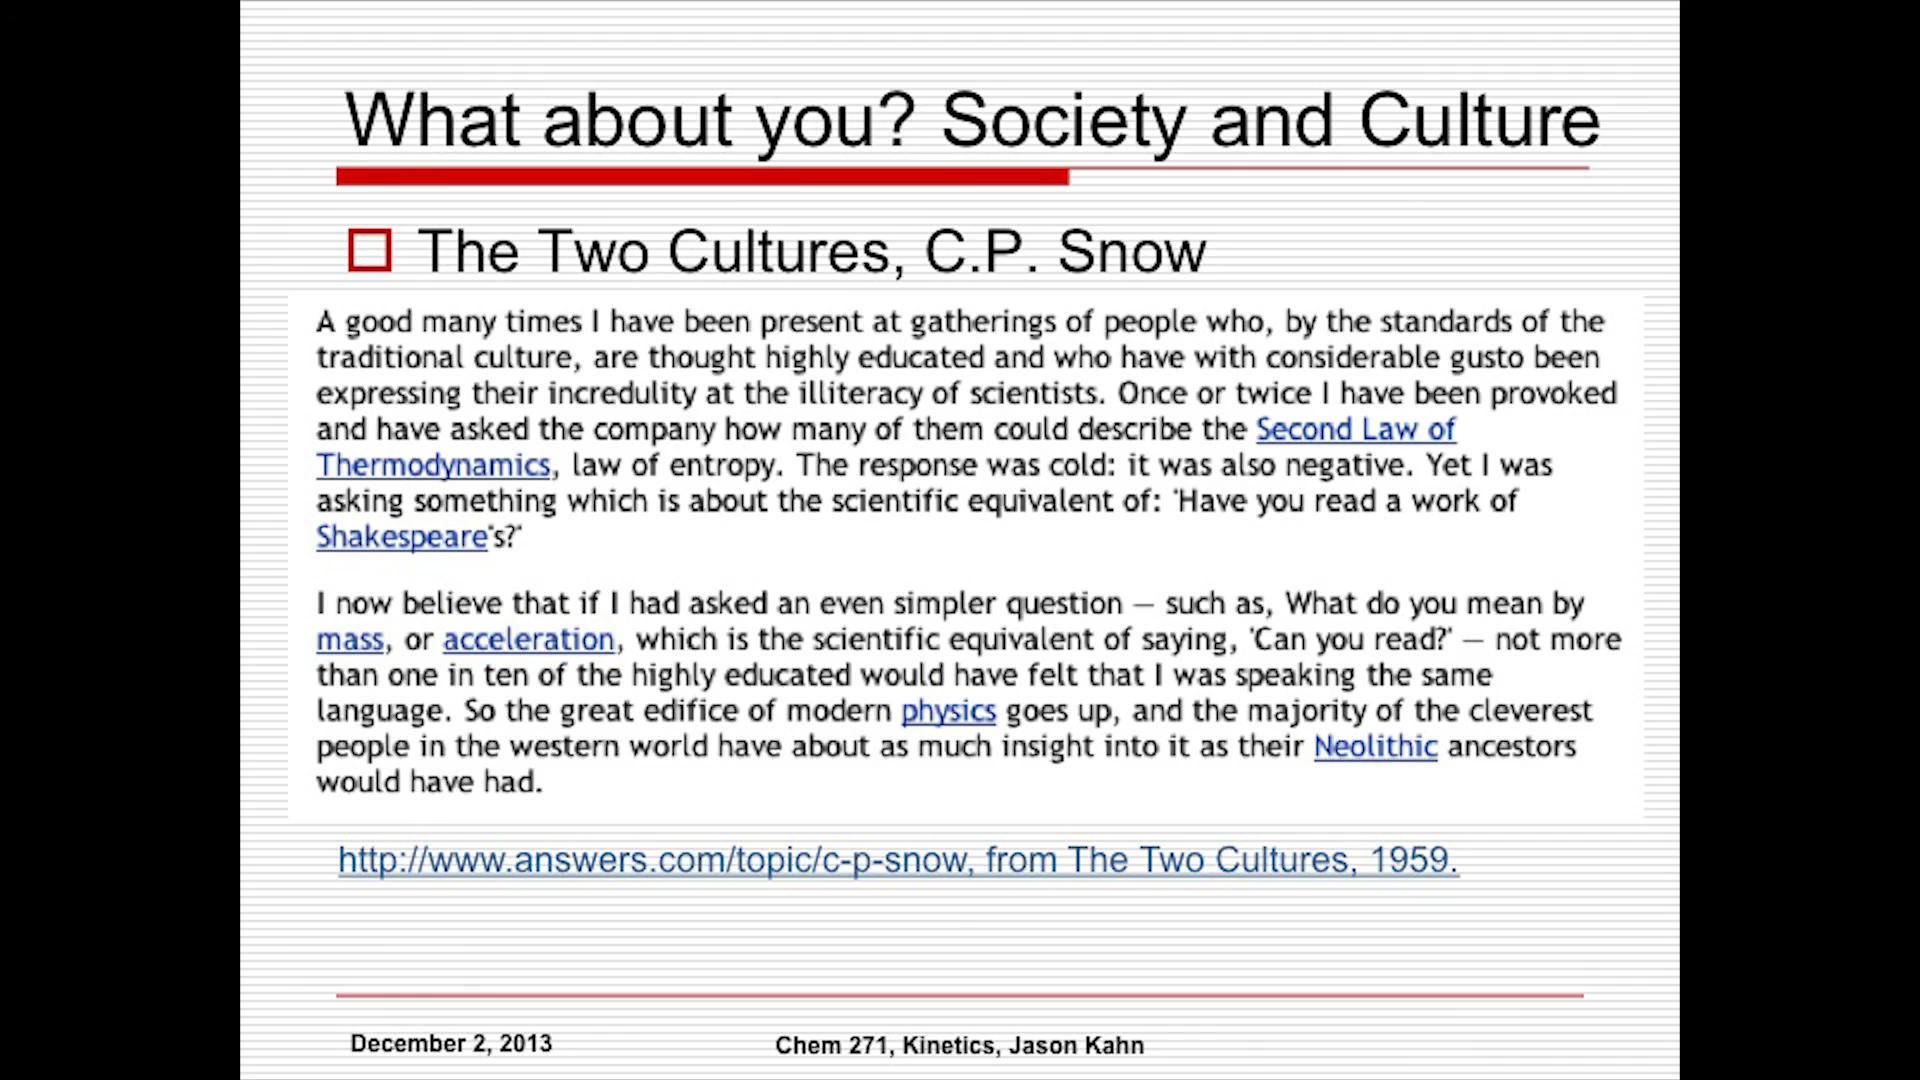 What about you? Society and Culture
The Two Cultures, C.P. Snow
A good many times I have been present at gatherings of people who, by the standards of the
traditional culture, are thought highly educated and who have with considerable gusto been
expressing their incredulity at the illiteracy of scientists. Once or twice I have been provoked
and have asked the company how many of them could describe the Second Law of
Thermodynamics, law of entropy. The response was cold: it was also negative. Yet I was
asking something which is about the scientific equivalent of: 'Have you read a work of
Shakespeare's?'
I now believe that if I had asked an even simpler question — such as, What do you mean by
mass, or acceleration, which is the scientific equivalent of saying, 'Can you read?' — not more
than one in ten of the highly educated would have felt that I was speaking the same
language. So the great edifice of modern physics goes up, and the majority of the cleverest
people in the western world have about as much insight into it as their Neolithic ancestors
would have had.
http://www.answers.com/topic/c-p-snow, from The Two Cultures, 1959.
December 2, 2013
Chem 271, Kinetics, Jason Kahn